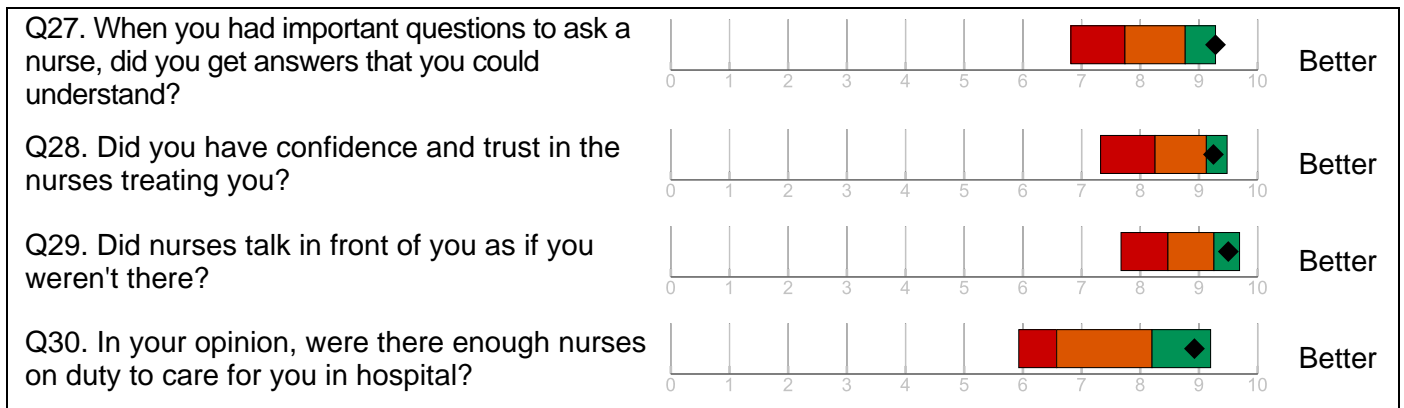 Q27. When you had important questions to ask a
nurse, did you get answers that you could
understand?
0 1 2 3 4 5 6 7 8 9 10
Better
Q28. Did you have confidence and trust in the
nurses treating you?
0 1 2 3 4 5 6 7 8 9 10
Better
Q29. Did nurses talk in front of you as if you
weren't there?
0 1 2 3 4 5 6 7 8 9 10
Better
Q30. In your opinion, were there enough nurses
on duty to care for you in hospital?
0 1 2 3 4 5 6 7 8 9 10
Better